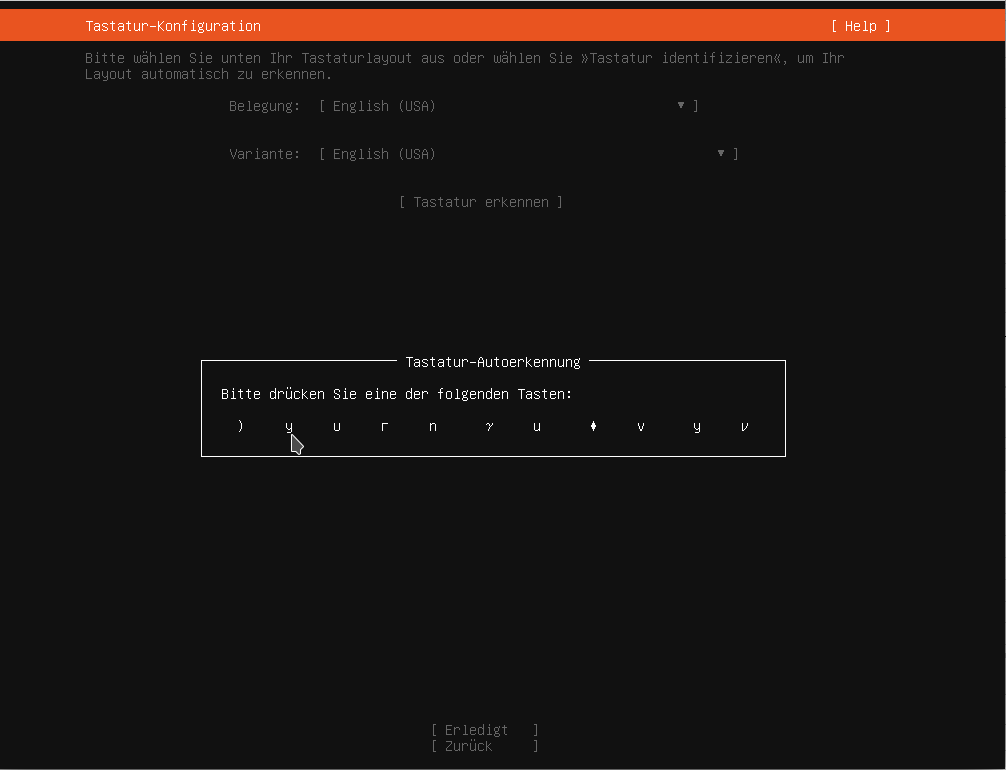 Tastatur-Konfiguration [ Help ]
Bitte wählen Sie unten Ihr Tastaturlayout aus oder wählen Sie »Tastatur identifizieren«, um Ihr
Layout automatisch zu erkennen.
Belegung: [ English (USA) ▾ ]
Variante: [ English (USA) ▾ ]
[ Tastatur erkennen ]
Tastatur-Autoerkennung
Bitte drücken Sie eine der folgenden Tasten:
) y υ г n γ u ♦ v у ν
[ Erledigt ]
[ Zurück ]